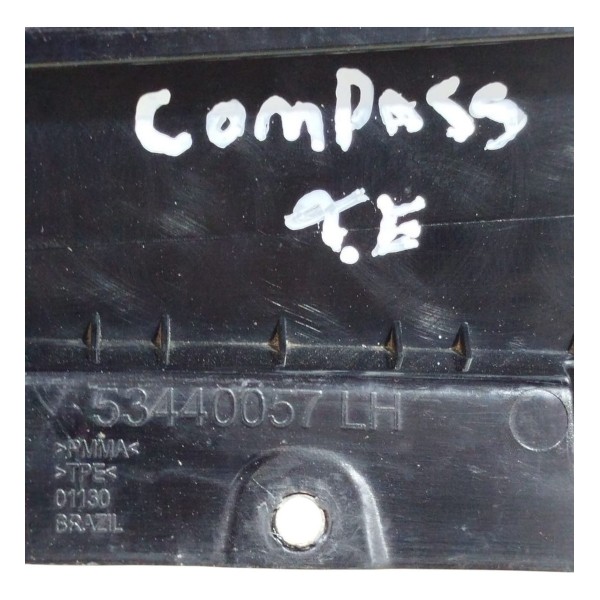 Compass
T.E
53440057 LH
>PMMA<
>TPE<
01130
BRAZIL